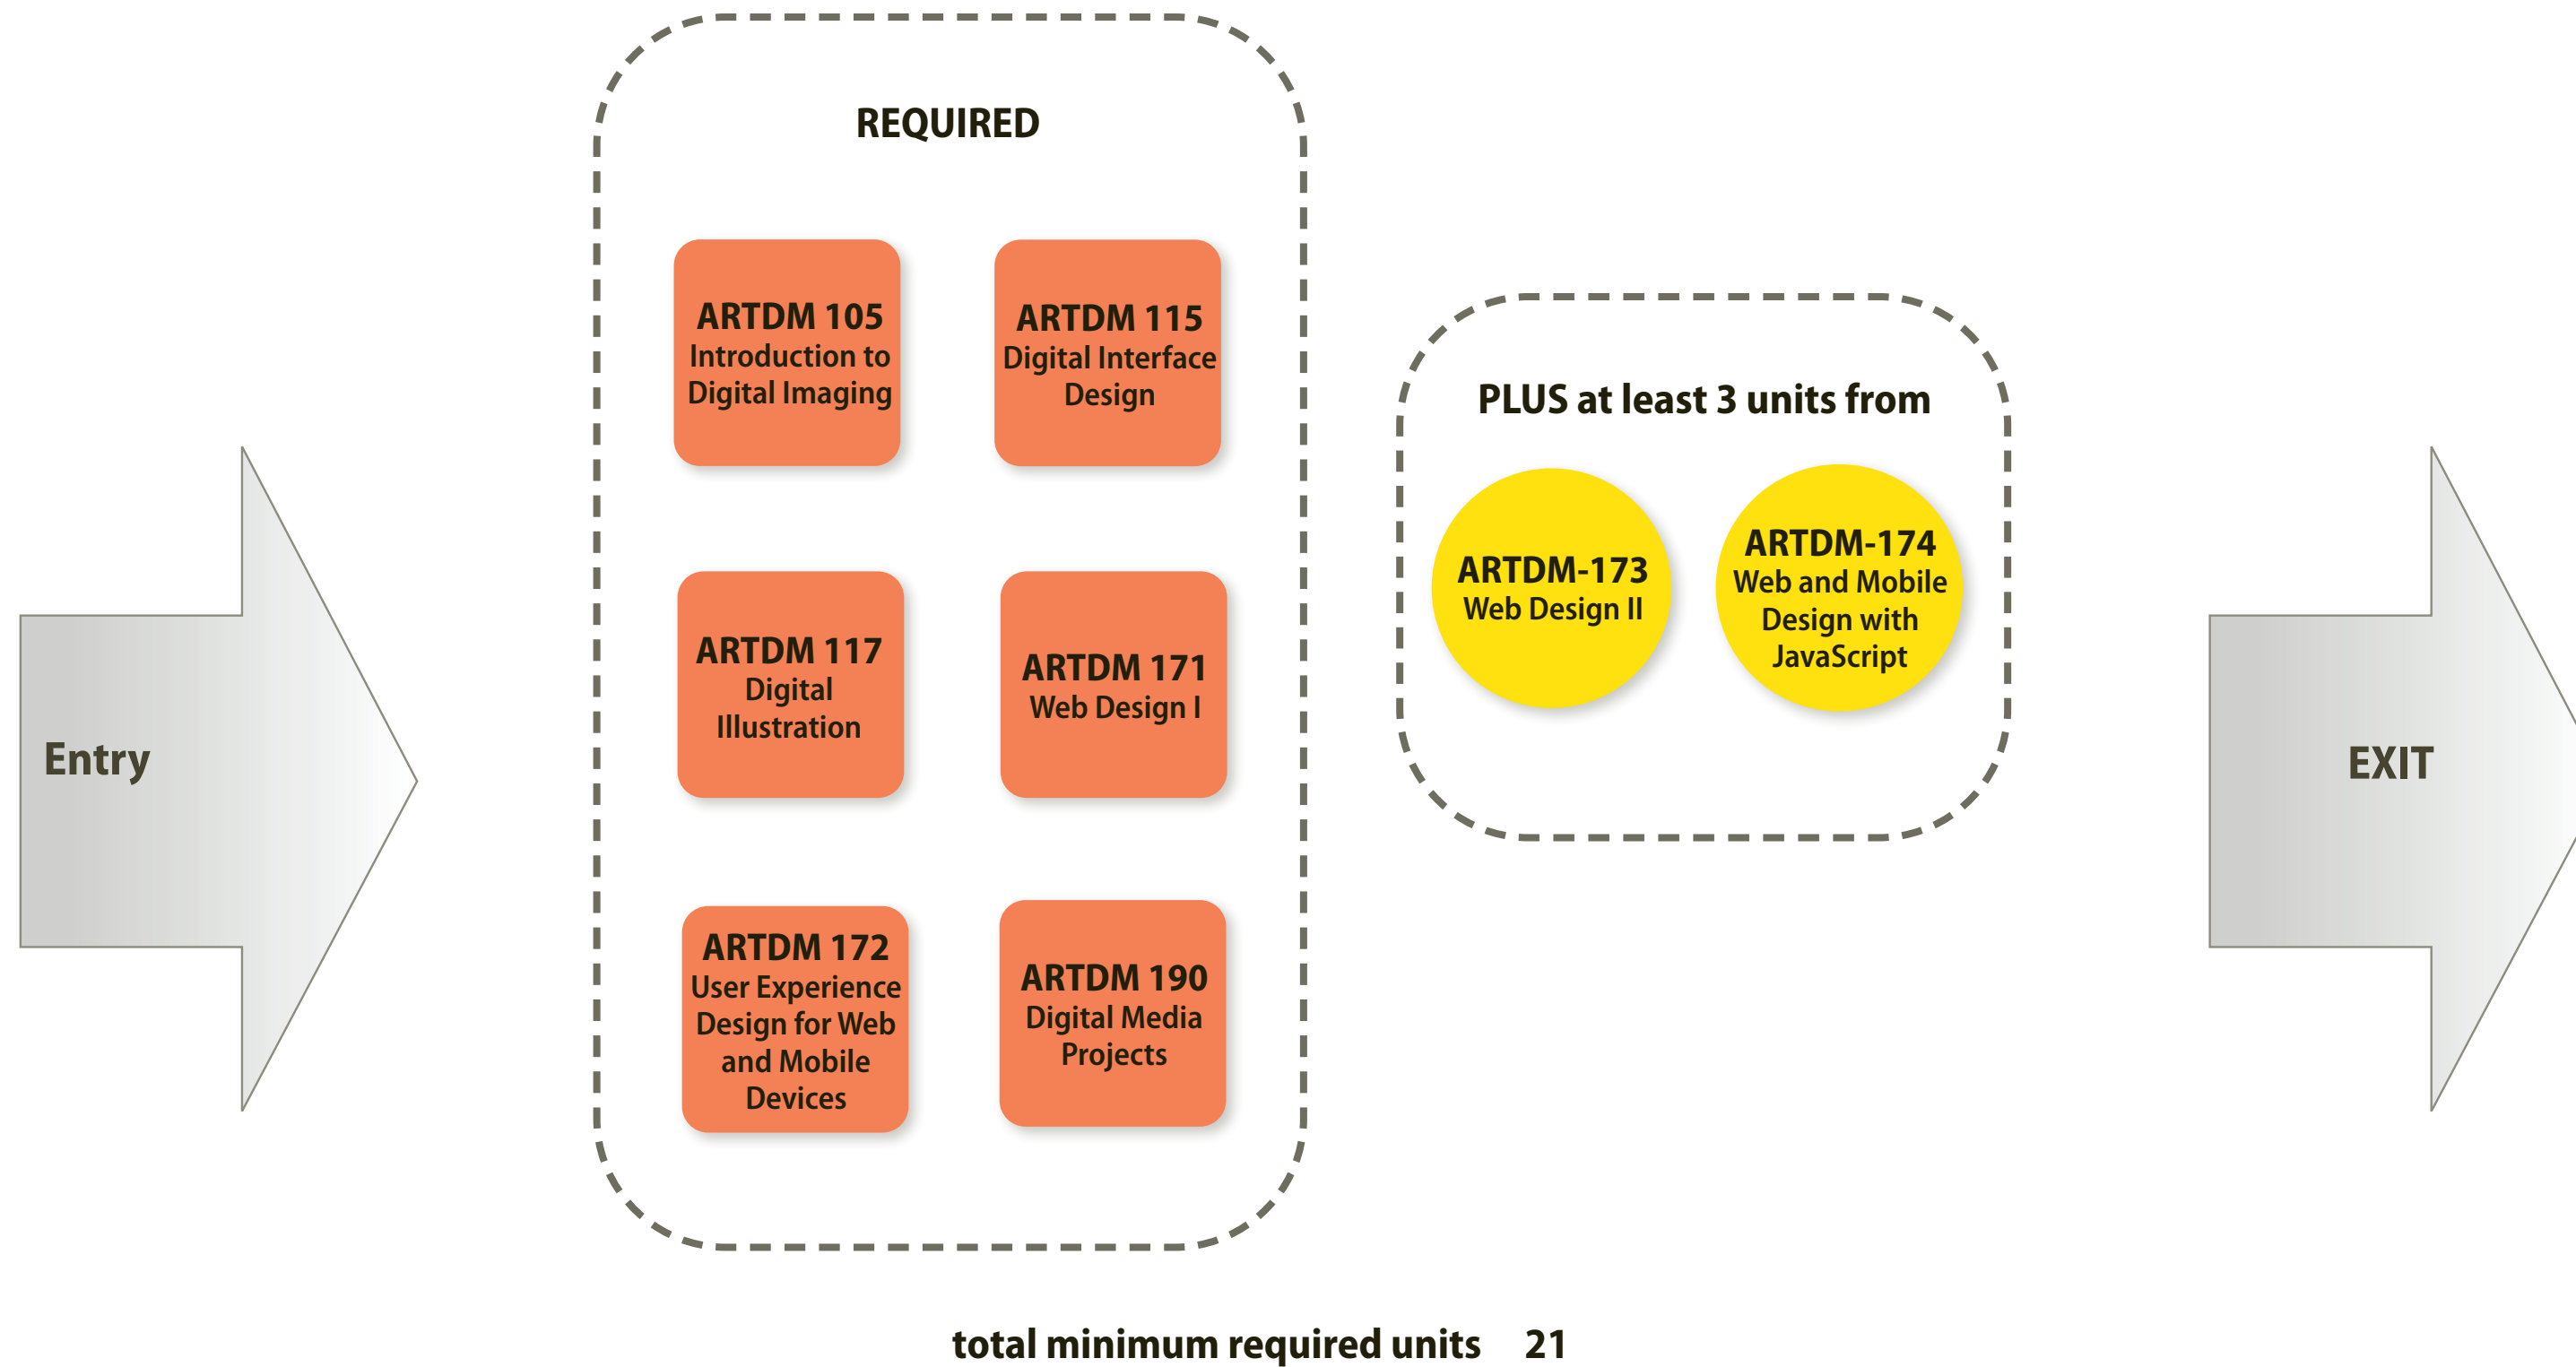 Entry
REQUIRED
ARTDM 105
Introduction to
Digital Imaging
ARTDM 115
Digital Interface
Design
ARTDM 117
Digital
Illustration
ARTDM 171
Web Design I
ARTDM 172
User Experience
Design for Web
and Mobile
Devices
ARTDM 190
Digital Media
Projects
PLUS at least 3 units from
ARTDM-173
Web Design II
ARTDM-174
Web and Mobile
Design with
JavaScript
EXIT
total minimum required units 21